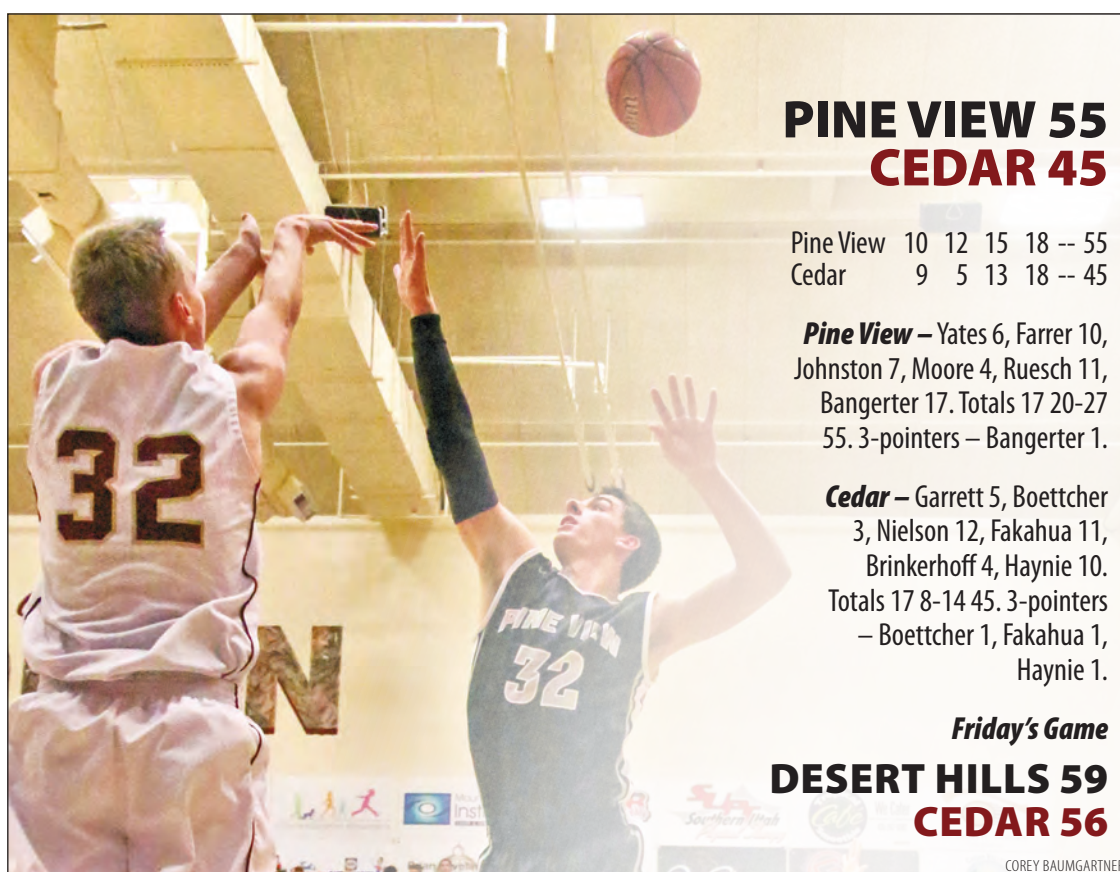 PINE VIEW 55
CEDAR 45
Pine View 10 12 15 18 -- 55
Cedar 9 5 13 18 -- 45
Pine View – Yates 6, Farrer 10,
Johnston 7, Moore 4, Ruesch 11,
Bangerter 17. Totals 17 20-27
55. 3-pointers – Bangerter 1.
Cedar – Garrett 5, Boettcher
3, Nielson 12, Fakahua 11,
Brinkerhoff 4, Haynie 10.
Totals 17 8-14 45. 3-pointers
– Boettcher 1, Fakahua 1,
Haynie 1.
Friday's Game
DESERT HILLS 59
CEDAR 56
COREY BAUMGARTNER
32
PINE VIEW
32
N
Southern Utah